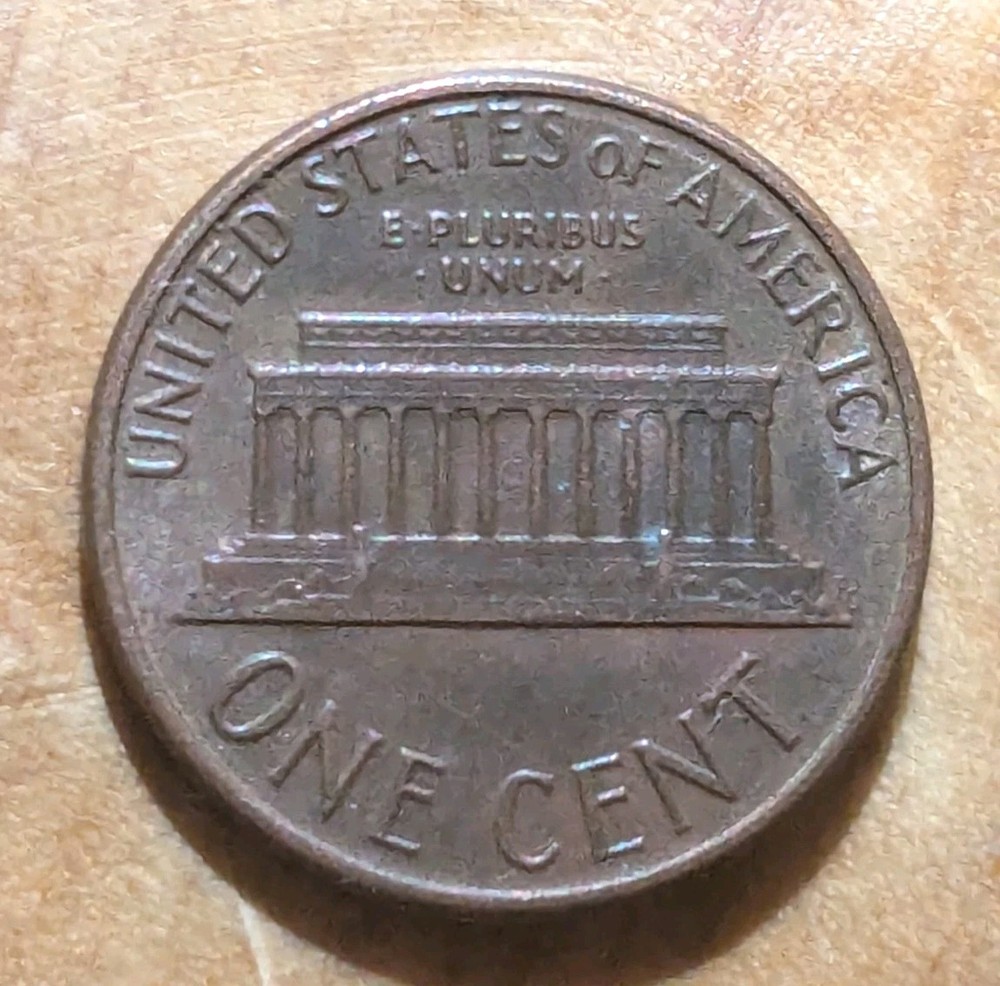 UNITED STATES OF AMERICA
E·PLURIBUS
·UNUM·
ONE CENT